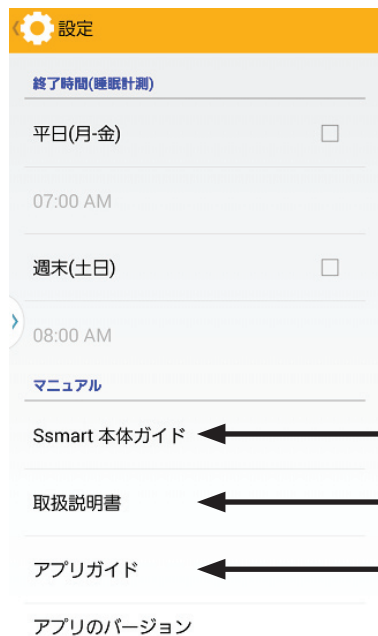 設定
終了時間(睡眠計測)
平日(月-金)
07:00 AM
週末(土日)
08:00 AM
マニュアル
Ssmart 本体ガイド
取扱説明書
アプリガイド
アプリのバージョン